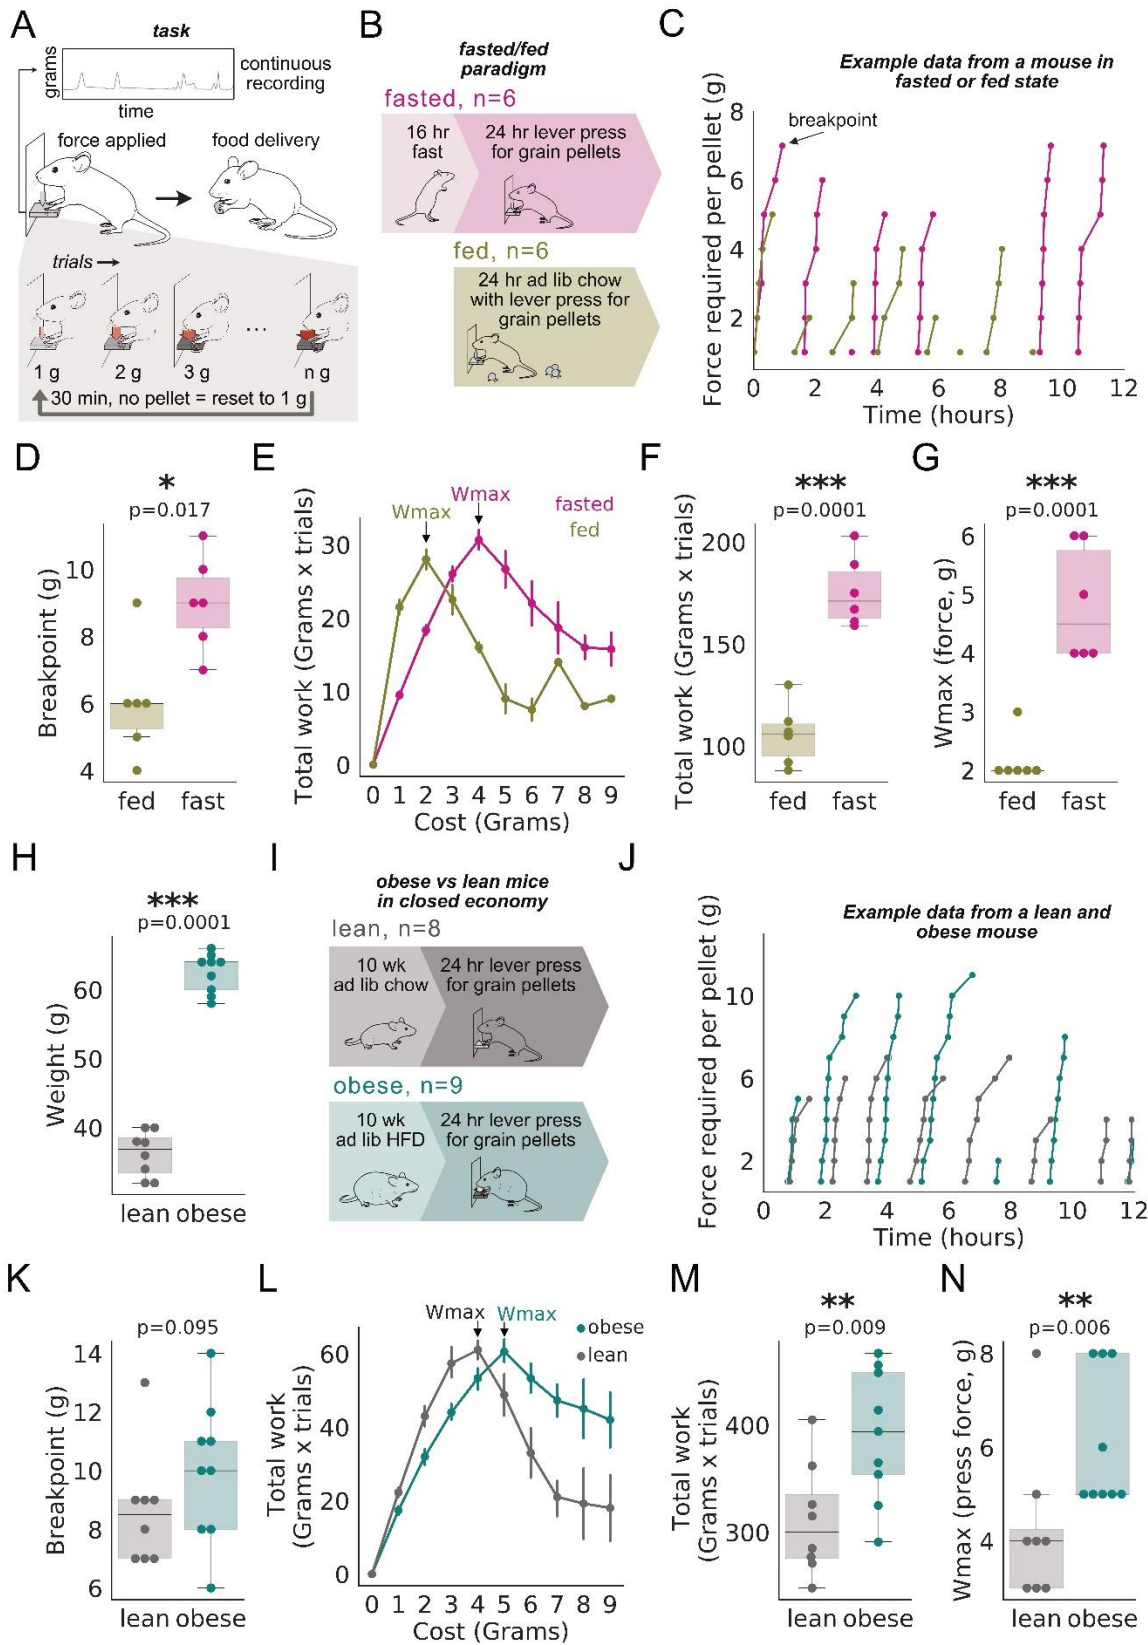 A
task
grams
time
continuous
recording
force applied
food delivery
trials
1 g
2 g
3 g
...
n g
30 min, no pellet = reset to 1 g
B
fasted/fed
paradigm
fasted, n=6
16 hr
fast
24 hr lever press
for grain pellets
fed, n=6
24 hr ad lib chow
with lever press for
grain pellets
C
Example data from a mouse in
fasted or fed state
breakpoint
Force required per pellet (g)
8
6
4
2
0 2 4 6 8 10 12
Time (hours)
D
*
p=0.017
Breakpoint (g)
10
8
6
4
fed fast
E
Total work (Grams x trials)
Wmax
Wmax
fasted
fed
30
20
10
0
0 1 2 3 4 5 6 7 8 9
Cost (Grams)
F
***
p=0.0001
Total work (Grams x trials)
200
150
100
fed fast
G
***
p=0.0001
Wmax (force, g)
6
5
4
3
2
fed fast
H
***
p=0.0001
Weight (g)
60
50
40
lean obese
I
obese vs lean mice
in closed economy
lean, n=8
10 wk
ad lib chow
24 hr lever press
for grain pellets
obese, n=9
10 wk
ad lib HFD
24 hr lever press
for grain pellets
J
Example data from a lean and
obese mouse
Force required per pellet (g)
10
6
2
0 2 4 6 8 10 12
Time (hours)
K
p=0.095
Breakpoint (g)
14
12
10
8
6
lean obese
L
Total work
(Grams x trials)
Wmax
Wmax
obese
lean
60
40
20
0
0 1 2 3 4 5 6 7 8 9
Cost (Grams)
M
**
p=0.009
Total work
(Grams x trials)
400
300
lean obese
N
**
p=0.006
Wmax (press force, g)
8
6
4
lean obese